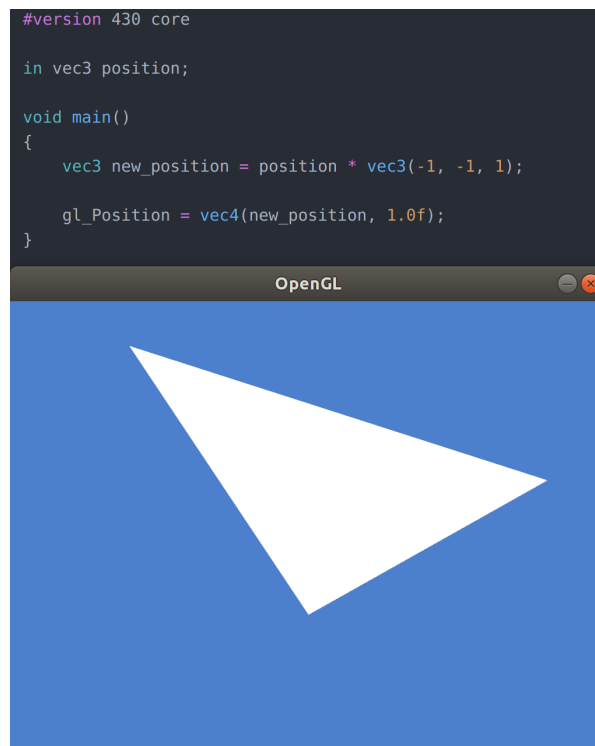 #version 430 core
in vec3 position;
void main()
{
vec3 new_position = position * vec3(-1, -1, 1);
gl_Position = vec4(new_position, 1.0f);
}
OpenGL